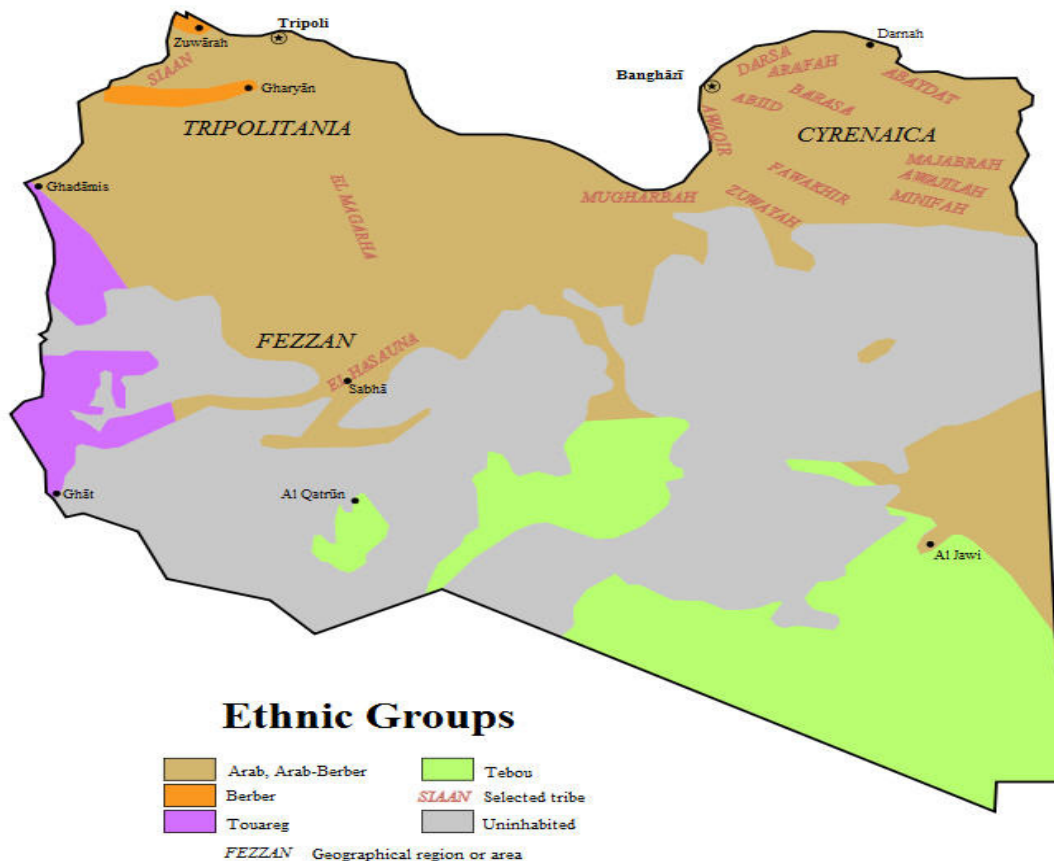 Tripoli
Zuwārah
SIAAN
Gharyān
TRIPOLITANIA
Ghadāmis
EL MAGARHA
Darnah
DARSA
ARAFAH
ABAYDAT
Banghārī
ABIID
BARASA
AWAQIR
CYRENAICA
MAJABRAH
FAWAKHIR
AWAJILAH
MUGHARBAH
ZUWAYAH
MINIFAH
FEZZAN
EL HASAUNA
Sabhā
Ghāt
Al Qatrūn
Al Jawi
Ethnic Groups
Arab, Arab-Berber
Tebou
Berber
SIAAN Selected tribe
Touareg
Uninhabited
FEZZAN Geographical region or area